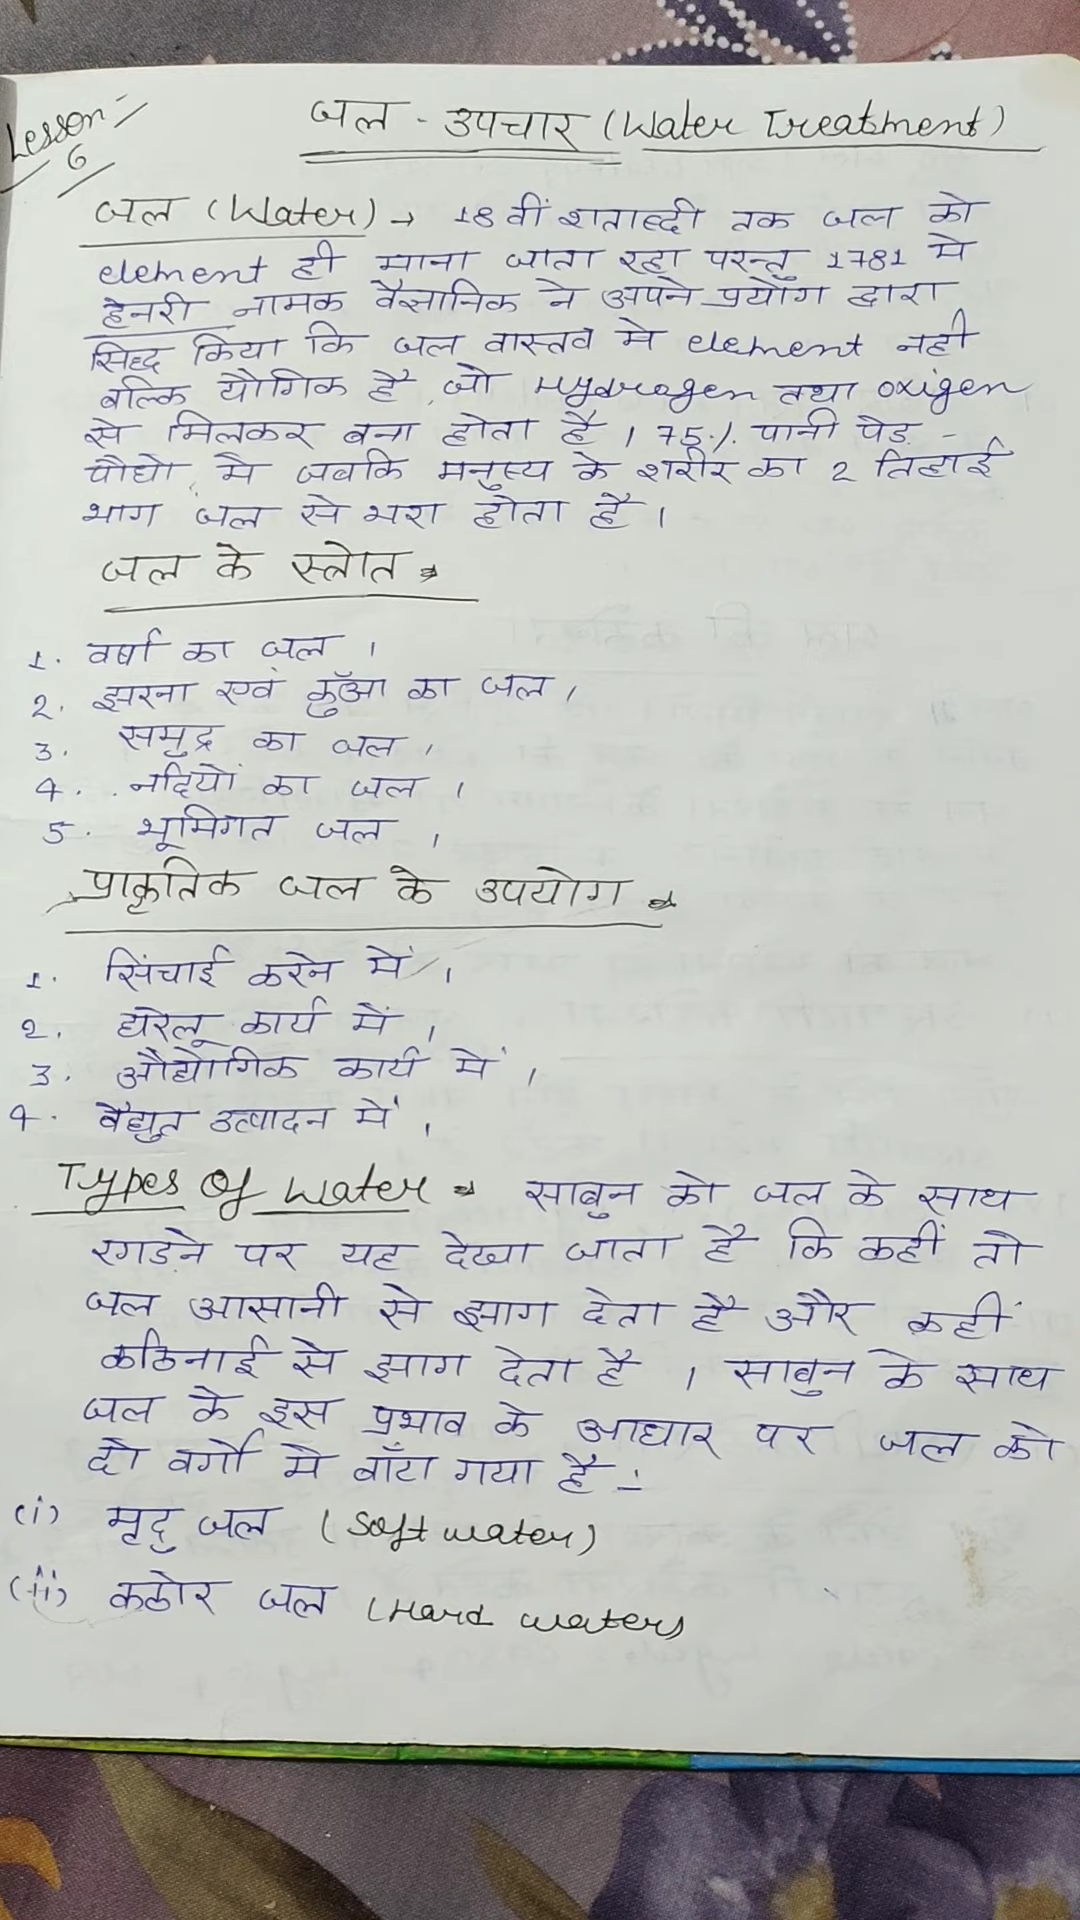 Lesson :-
6
जल - उपचार (Water Treatment)
जल (Water) → 18 वीं शताब्दी तक जल को
element ही माना जाता रहा परन्तु 1781 मे
हेनरी नामक वैज्ञानिक ने अपने प्रयोग द्वारा
सिद्ध किया कि जल वास्तव मे element नही
बल्कि यौगिक है, जो Hydrogen तथा oxigen
से मिलकर बना होता है। 75% पानी पेड़ -
पौधो मे जबकि मनुष्य के शरीर का 2 तिहाई
भाग जल से भरा होता है।
जल के स्त्रोत →
1. वर्षा का जल ।
2. झरना एवं कुँआ का जल ।
3. समुद्र का जल ।
4. नदियों का जल ।
5. भूमिगत जल ।
प्राकृतिक जल के उपयोग →
1. सिंचाई करने में ।
2. घरेलू कार्य में ।
3. औद्योगिक कार्य में ।
4. वैद्युत उत्पादन में ।
Types of water → साबुन को जल के साथ
रगडने पर यह देखा जाता है कि कहीं तो
जल आसानी से झाग देता है और कहीं
कठिनाई से झाग देता है । साबुन के साथ
जल के इस प्रभाव के आधार पर जल को
दो वर्गो मे बाँटा गया है :-
(i) मृदु जल (Soft water)
(ii) कठोर जल (Hard water)